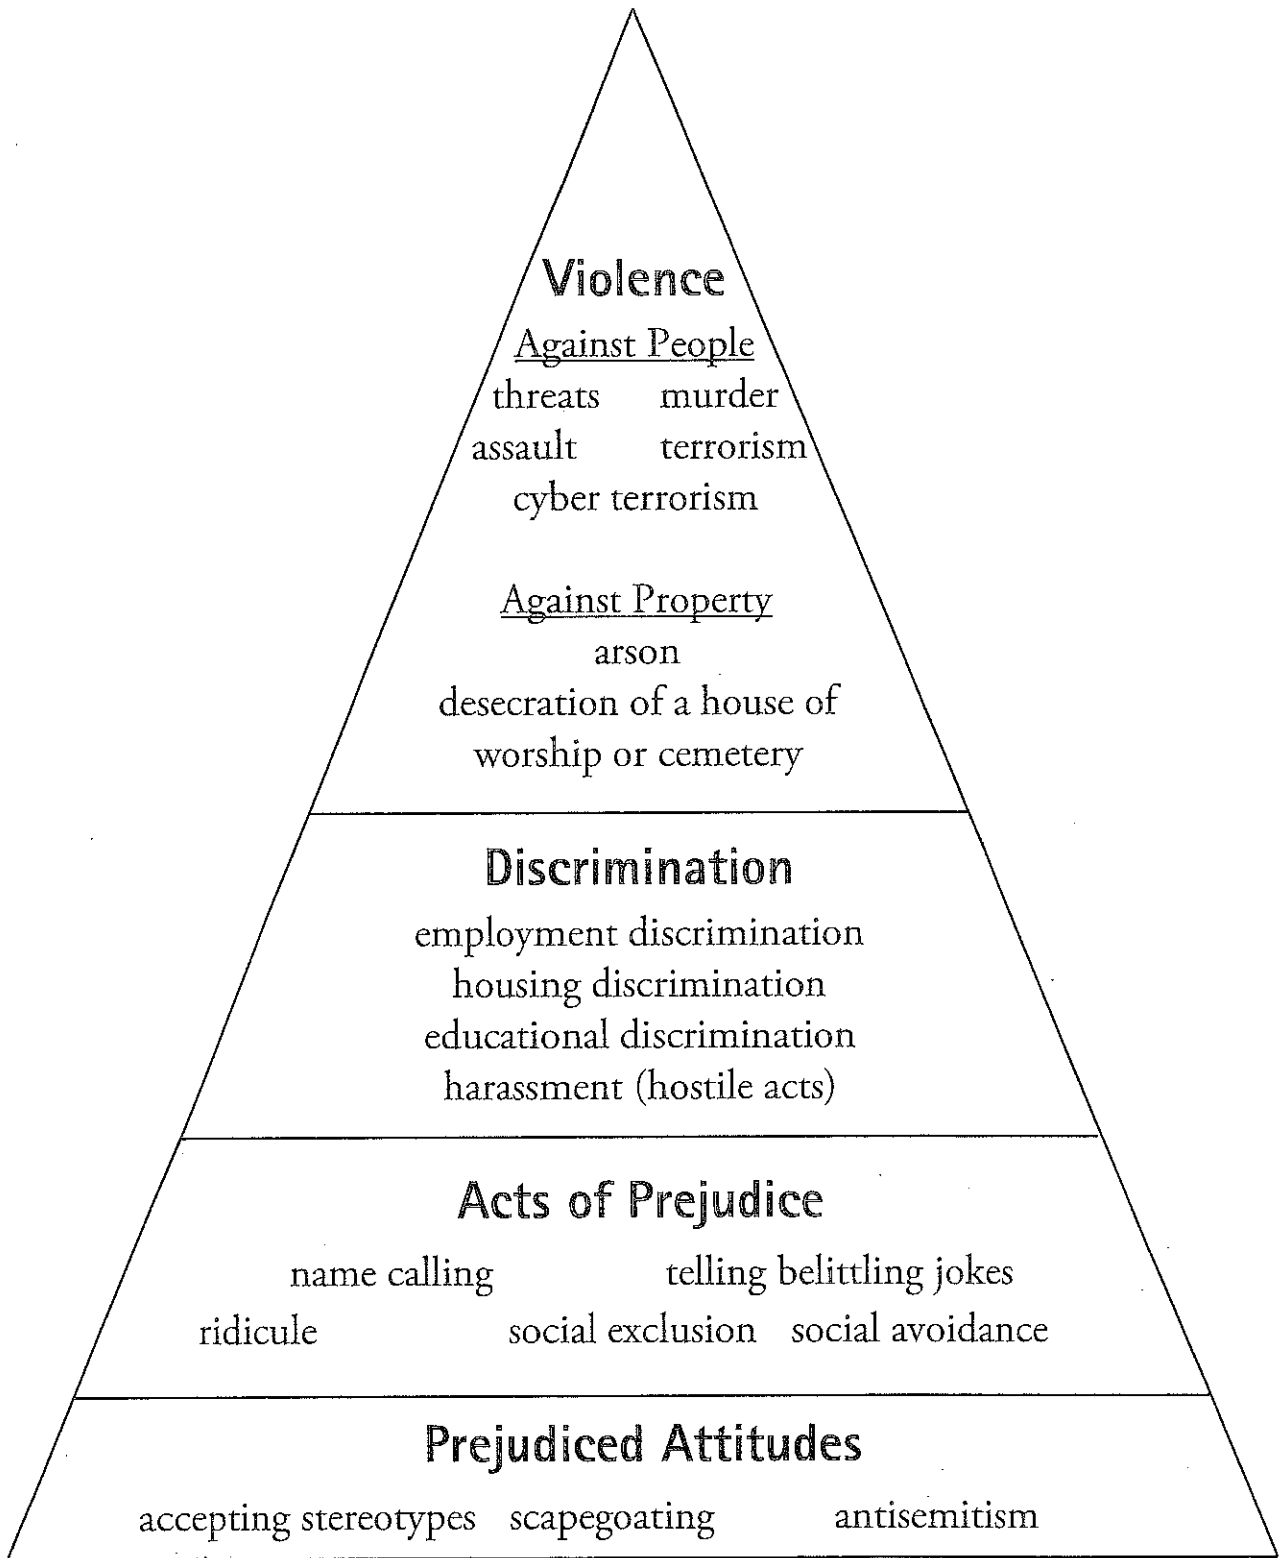 Violence
Against People
threats murder
assault terrorism
cyber terrorism
Against Property
arson
desecration of a house of
worship or cemetery
Discrimination
employment discrimination
housing discrimination
educational discrimination
harassment (hostile acts)
Acts of Prejudice
name calling telling belittling jokes
ridicule social exclusion social avoidance
Prejudiced Attitudes
accepting stereotypes scapegoating antisemitism